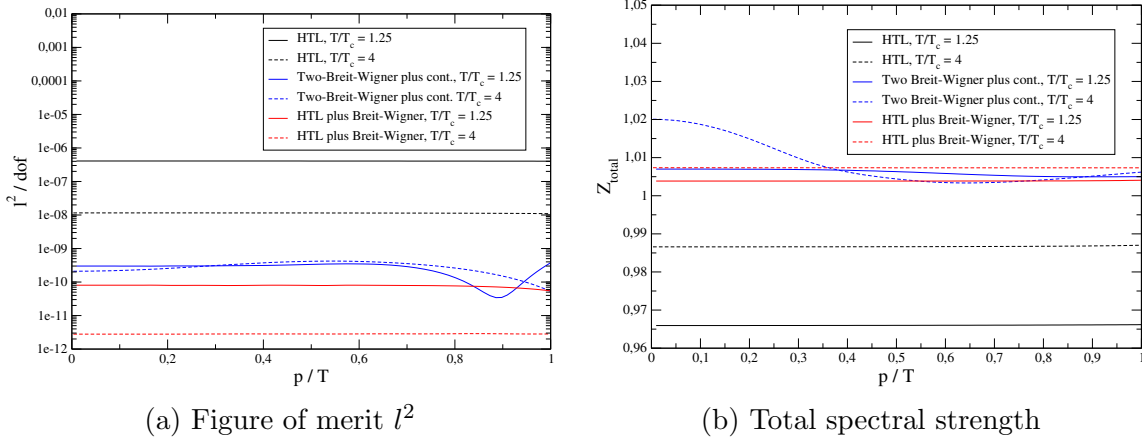 0,01
0,001
0,0001
1e-05
1e-06
1e-07
1e-08
1e-09
1e-10
1e-11
1e-12
l² / dof
HTL, T/T_c = 1.25
HTL, T/T_c = 4
Two-Breit-Wigner plus cont., T/T_c = 1.25
Two-Breit-Wigner plus cont. T/T_c = 4
HTL plus Breit-Wigner, T/T_c = 1.25
HTL plus Breit-Wigner, T/T_c = 4
0 0,2 0,4 0,6 0,8 1
p / T
(a) Figure of merit l²
1,05
1,04
1,03
1,02
1,01
1
0,99
0,98
0,97
0,96
Z_total
HTL, T/T_c = 1.25
HTL, T/T_c = 4
Two Breit-Wigner plus cont., T/T_c = 1.25
Two Breit-Wigner plus cont., T/T_c = 4
HTL plus Breit-Wigner, T/T_c = 1.25
HTL plus Breit-Wigner, T/T_c = 4
0 0,1 0,2 0,3 0,4 0,5 0,6 0,7 0,8 0,9 1
p / T
(b) Total spectral strength